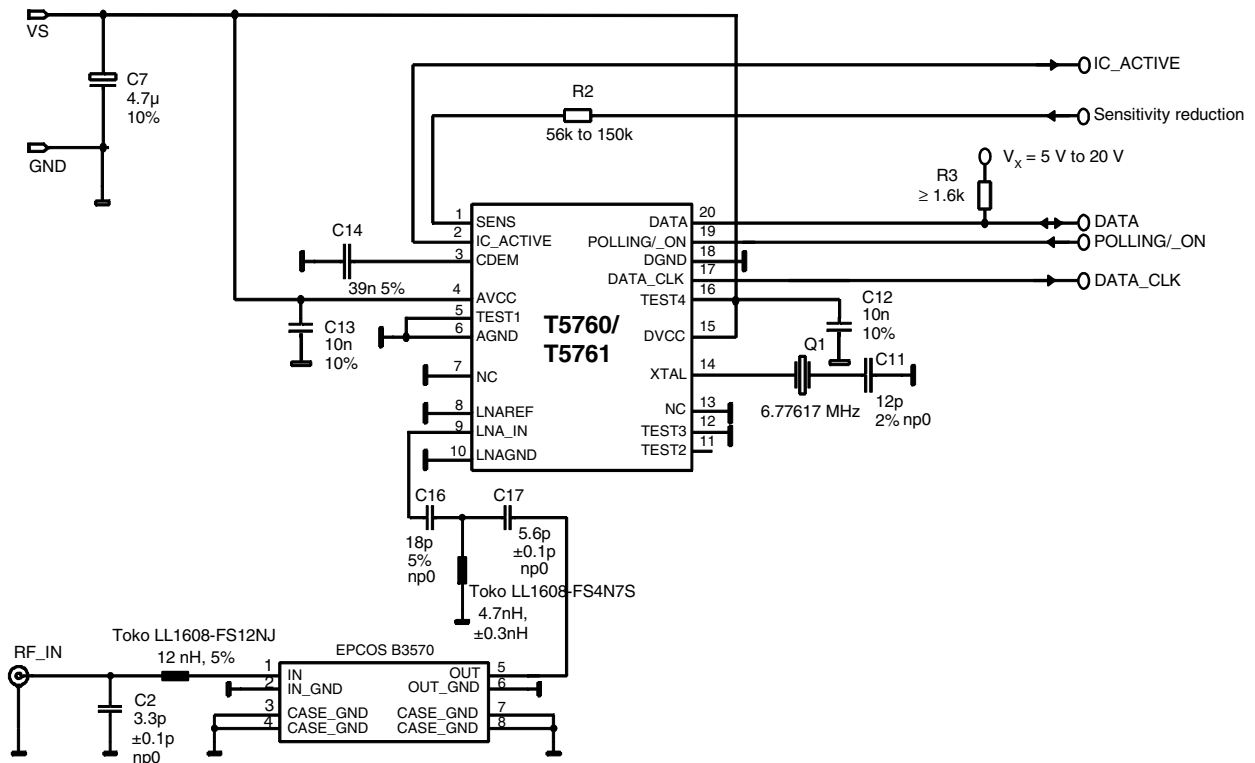 VS
C7
4.7µ
10%
GND
IC_ACTIVE
R2
56k to 150k
Sensitivity reduction
VX = 5 V to 20 V
R3
≥ 1.6k
DATA
POLLING/_ON
DATA_CLK
C14
39n 5%
C13
10n
10%
1 SENS
2 IC_ACTIVE
3 CDEM
4 AVCC
5 TEST1
6 AGND
7 NC
8 LNAREF
9 LNA_IN
10 LNAGND
T5760/
T5761
DATA 20
POLLING/_ON 19
DGND 18
DATA_CLK 17
TEST4 16
DVCC 15
XTAL 14
NC 13
TEST3 12
TEST2 11
C12
10n
10%
Q1
6.77617 MHz
C11
12p
2% np0
C16
18p
5%
np0
C17
5.6p
±0.1p
np0
Toko LL1608-FS4N7S
4.7nH,
±0.3nH
RF_IN
Toko LL1608-FS12NJ
12 nH, 5%
C2
3.3p
±0.1p
np0
EPCOS B3570
1 IN
2 IN_GND
3 CASE_GND
4 CASE_GND
OUT 5
OUT_GND 6
CASE_GND 7
CASE_GND 8